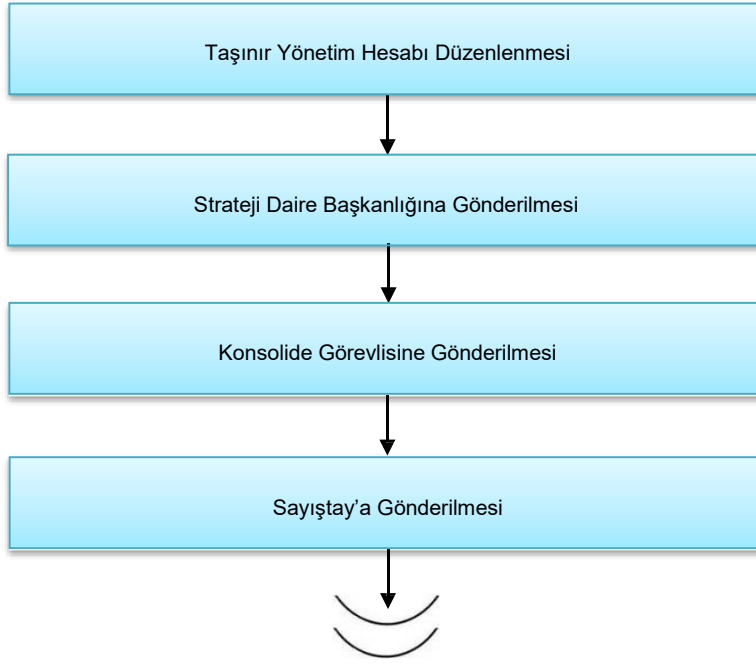 Taşınır Yönetim Hesabı Düzenlenmesi
Strateji Daire Başkanlığına Gönderilmesi
Konsolide Görevlisine Gönderilmesi
Sayıştay’a Gönderilmesi